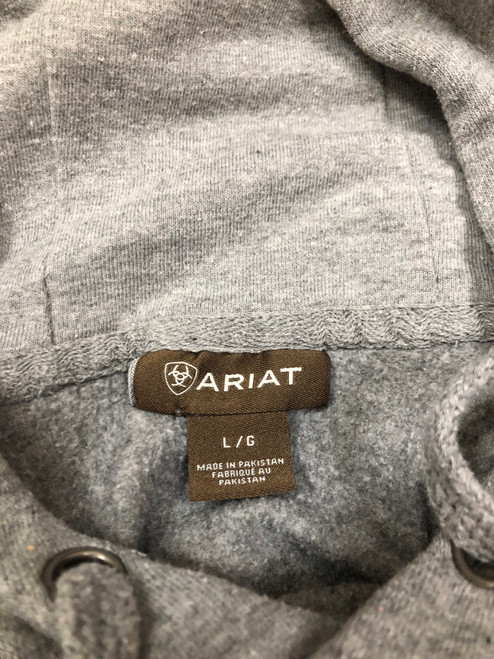 ARIAT
L/G
MADE IN PAKISTAN
FABRIQUÉ AU
PAKISTAN